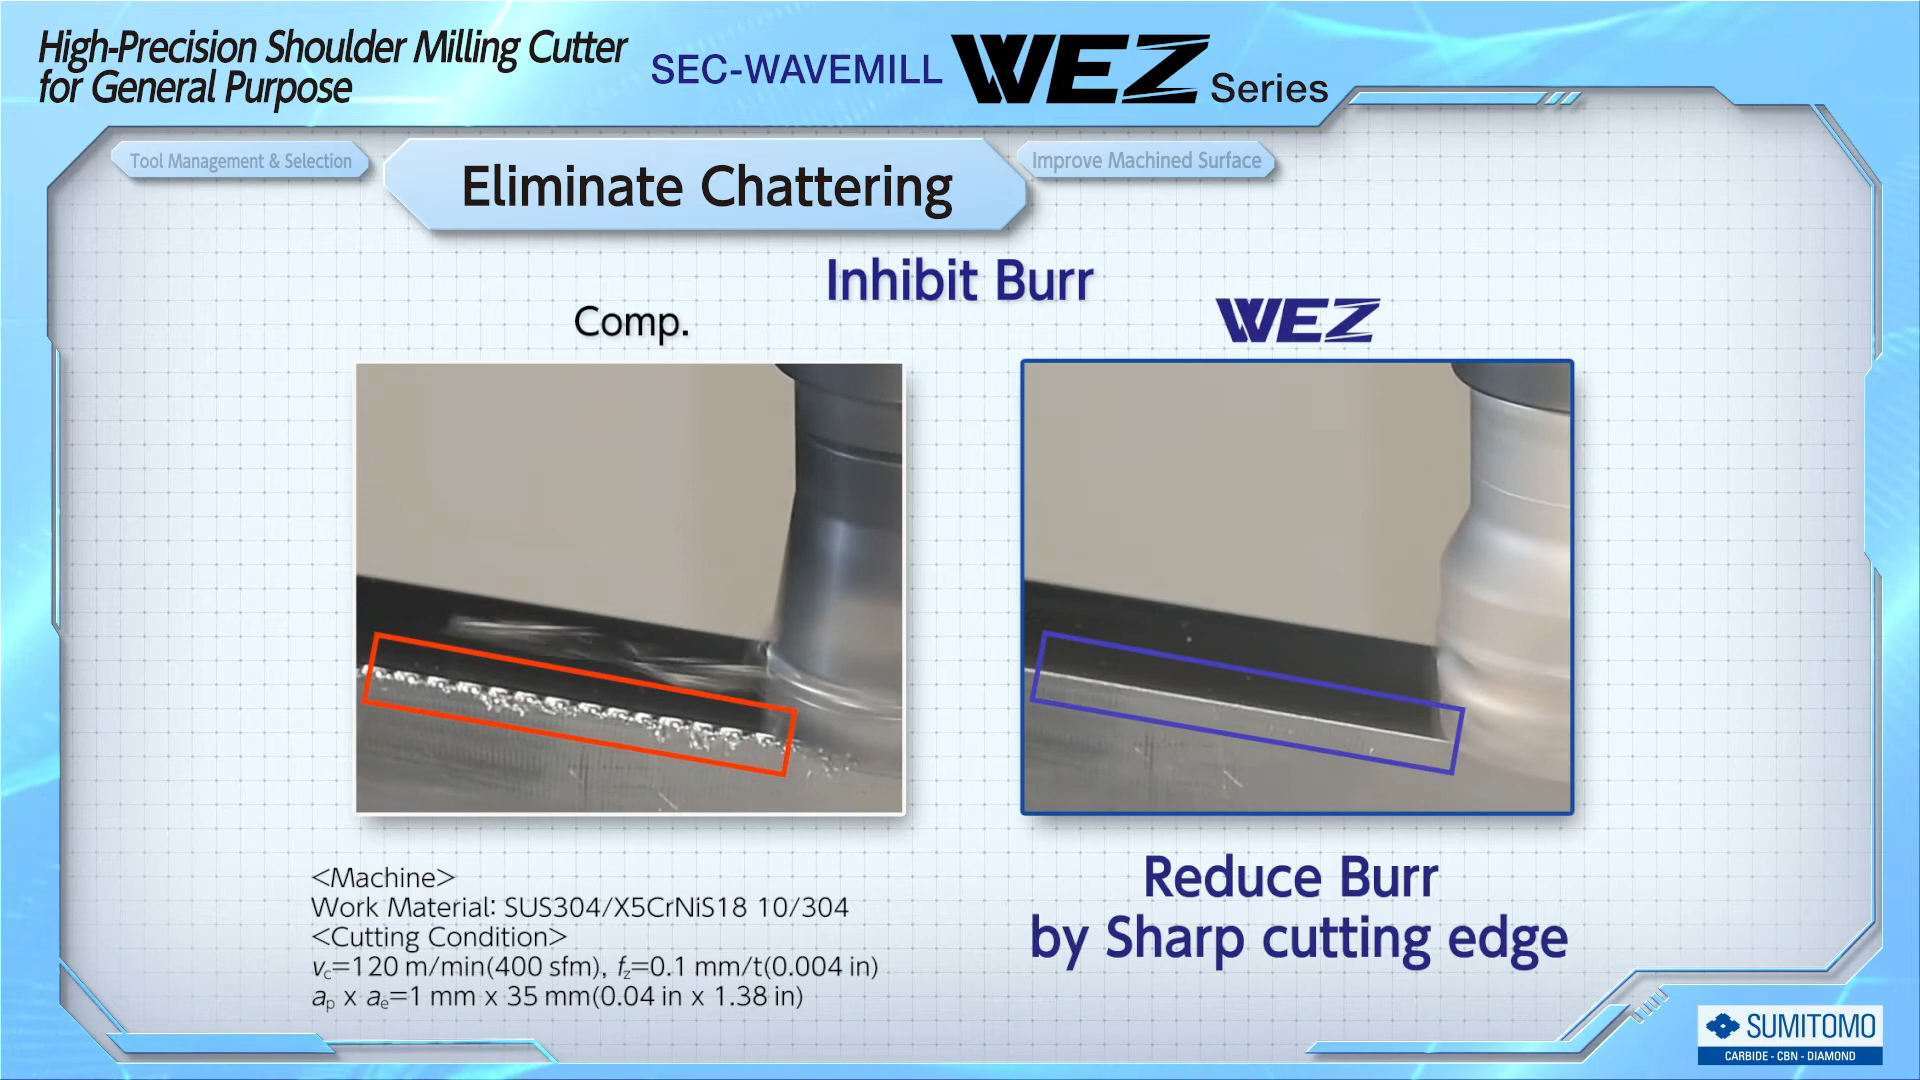 High-Precision Shoulder Milling Cutter
for General Purpose
SEC-WAVEMILL WEZ Series
Tool Management & Selection
Eliminate Chattering
Improve Machined Surface
Inhibit Burr
Comp.
WEZ
<Machine>
Work Material: SUS304/X5CrNiS18 10/304
<Cutting Condition>
vc=120 m/min(400 sfm), fz=0.1 mm/t(0.004 in)
ap x ae=1 mm x 35 mm(0.04 in x 1.38 in)
Reduce Burr
by Sharp cutting edge
SUMITOMO
CARBIDE - CBN - DIAMOND